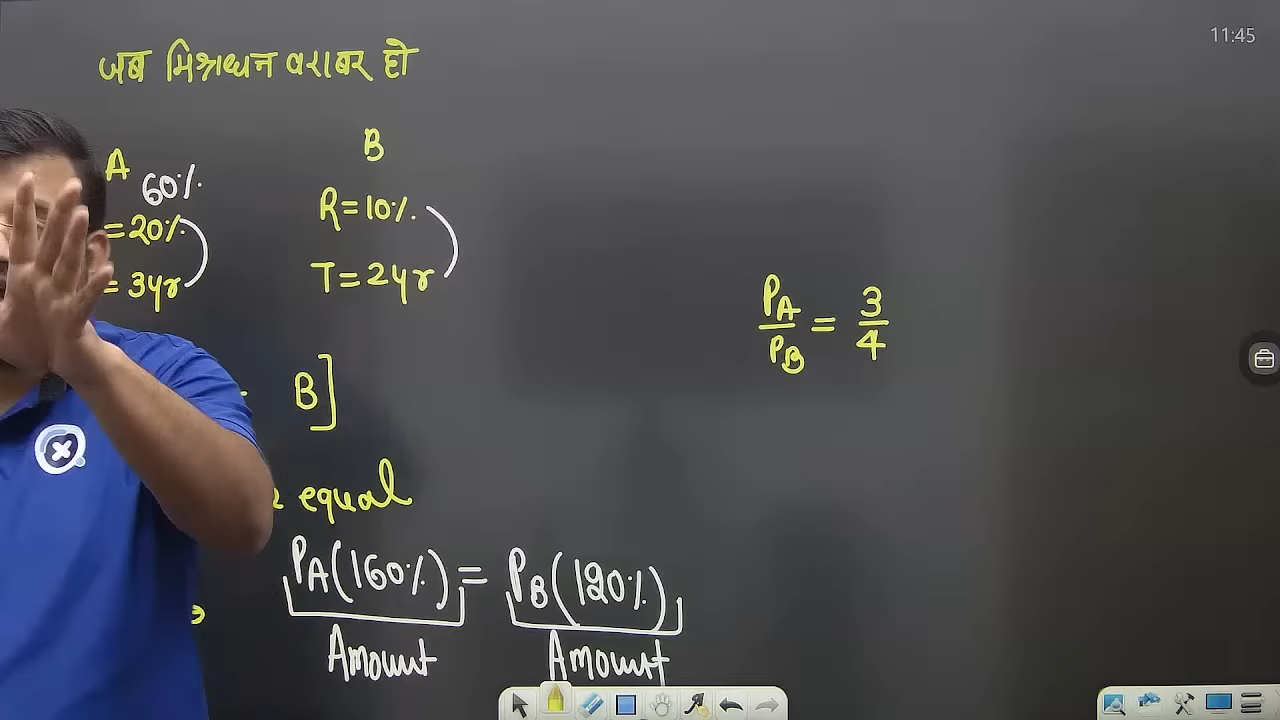 11:45
जब मिश्रधन बराबर हो
A B
60%
=20% R=10%
= 3yr T=2yr
PA/PB = 3/4
B]
equal
PA(160%) = PB(120%)
Amount Amount